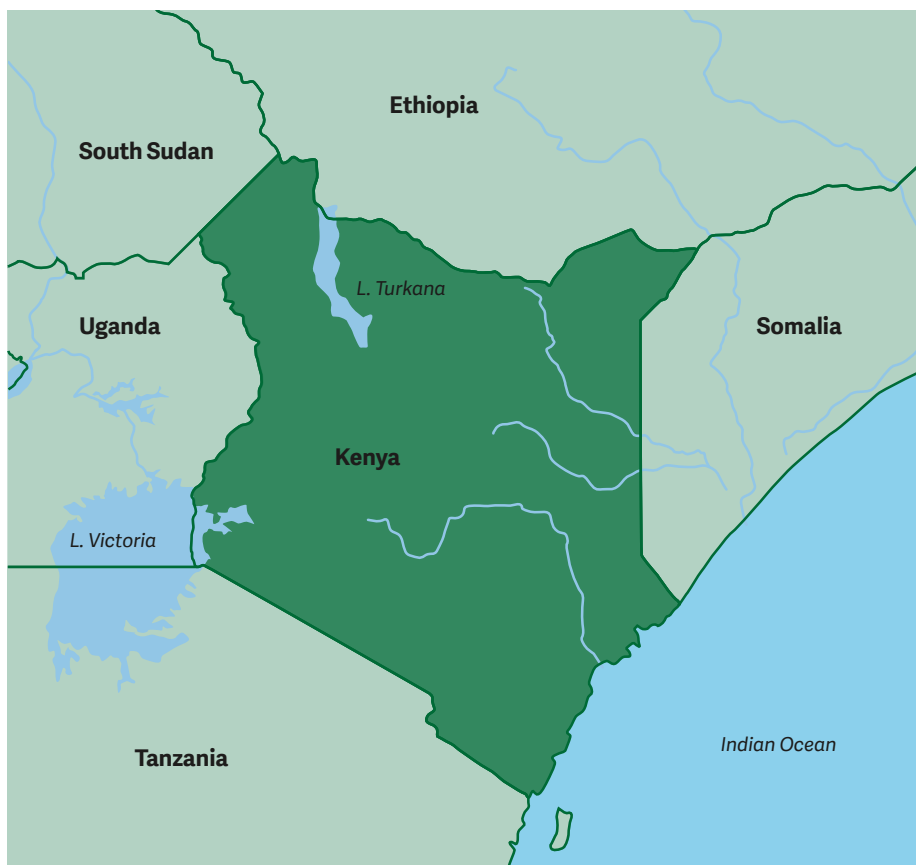 Ethiopia
South Sudan
L. Turkana
Uganda
Somalia
Kenya
L. Victoria
Indian Ocean
Tanzania